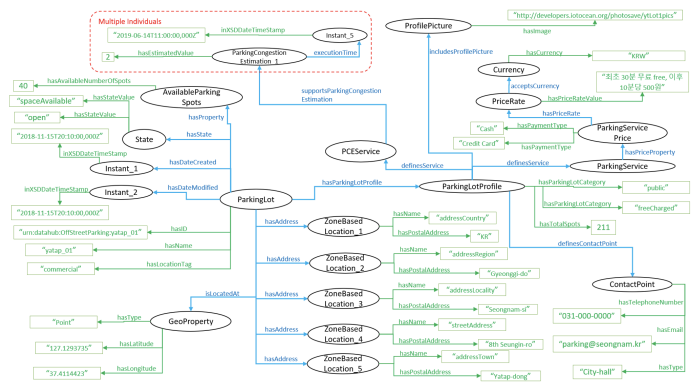 Multiple Individuals
"2019-06-14T11:00:00,000Z"
inXSDDateTimeStamp
Instant_5
2
hasEstimatedValue
ParkingCongestion
Estimation_1
executionTime
ProfilePicture
"http://developers.iotocean.org/photosave/ytLot1pics"
hasImage
includesProfilePicture
Currency
hasCurrency
"KRW"
acceptsCurrency
PriceRate
hasPriceRateValue
"최초 30분 무료 free, 이후
10분당 500원"
hasPriceRate
40
hasAvailableNumberOfSpots
AvailableParking
Spots
supportsParkingCongestion
Estimation
"spaceAvailable"
hasStateValue
hasProperty
"Cash"
hasPaymentType
ParkingService
Price
"open"
hasStateValue
State
hasState
"Credit Card"
hasPaymentType
hasPriceProperty
"2018-11-15T20:10:00,000Z"
inXSDDateTimeStamp
Instant_1
hasDateCreated
PCEService
definesService
definesService
ParkingService
inXSDDateTimeStamp
Instant_2
hasDateModified
ParkingLot
hasParkingLotProfile
ParkingLotProfile
hasParkingLotCategory
"public"
hasParkingLotCategory
"freeCharged"
hasTotalSpots
211
"2018-11-15T20:10:00,000Z"
"urn:datahub:OffStreetParking:yatap_01"
hasID
"yatap_01"
hasName
"commercial"
hasLocationTag
hasAddress
ZoneBased
Location_1
hasName
"addressCountry"
hasPostalAddress
"KR"
definesContactPoint
hasAddress
ZoneBased
Location_2
hasName
"addressRegion"
hasPostalAddress
"Gyeonggi-do"
ContactPoint
isLocatedAt
hasAddress
ZoneBased
Location_3
hasName
"addressLocality"
hasPostalAddress
"Seongnam-si"
hasTelephoneNumber
"031-000-0000"
"Point"
hasType
GeoProperty
hasAddress
ZoneBased
Location_4
hasName
"streetAddress"
hasPostalAddress
"8th Seungin-ro"
hasEmail
"parking@seongnam.kr"
"127.1293735"
hasLatitude
hasAddress
ZoneBased
Location_5
hasName
"addressTown"
hasPostalAddress
"Yatap-dong"
"City-hall"
hasType
"37.4114423"
hasLongitude